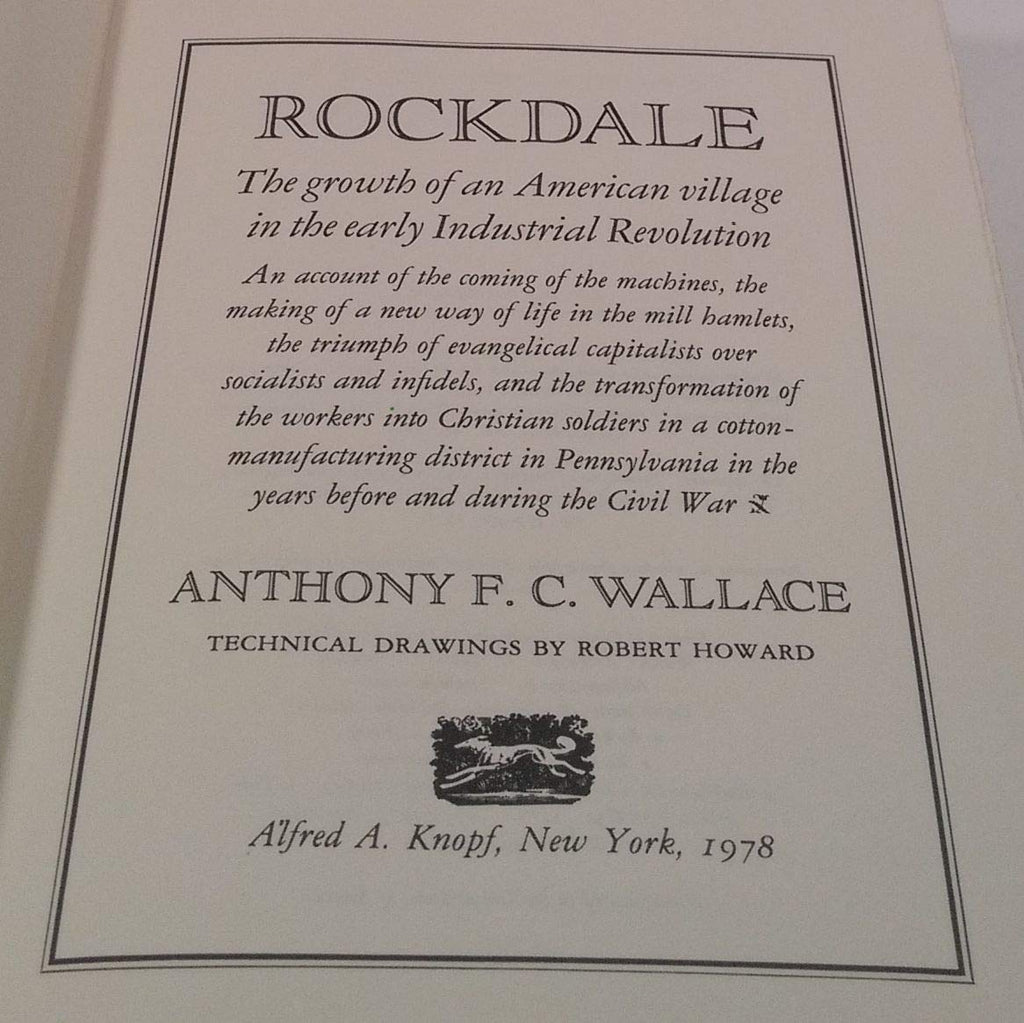 ROCKDALE
The growth of an American village
in the early Industrial Revolution
An account of the coming of the machines, the
making of a new way of life in the mill hamlets,
the triumph of evangelical capitalists over
socialists and infidels, and the transformation of
the workers into Christian soldiers in a cotton-
manufacturing district in Pennsylvania in the
years before and during the Civil War
ANTHONY F. C. WALLACE
TECHNICAL DRAWINGS BY ROBERT HOWARD
Alfred A. Knopf, New York, 1978